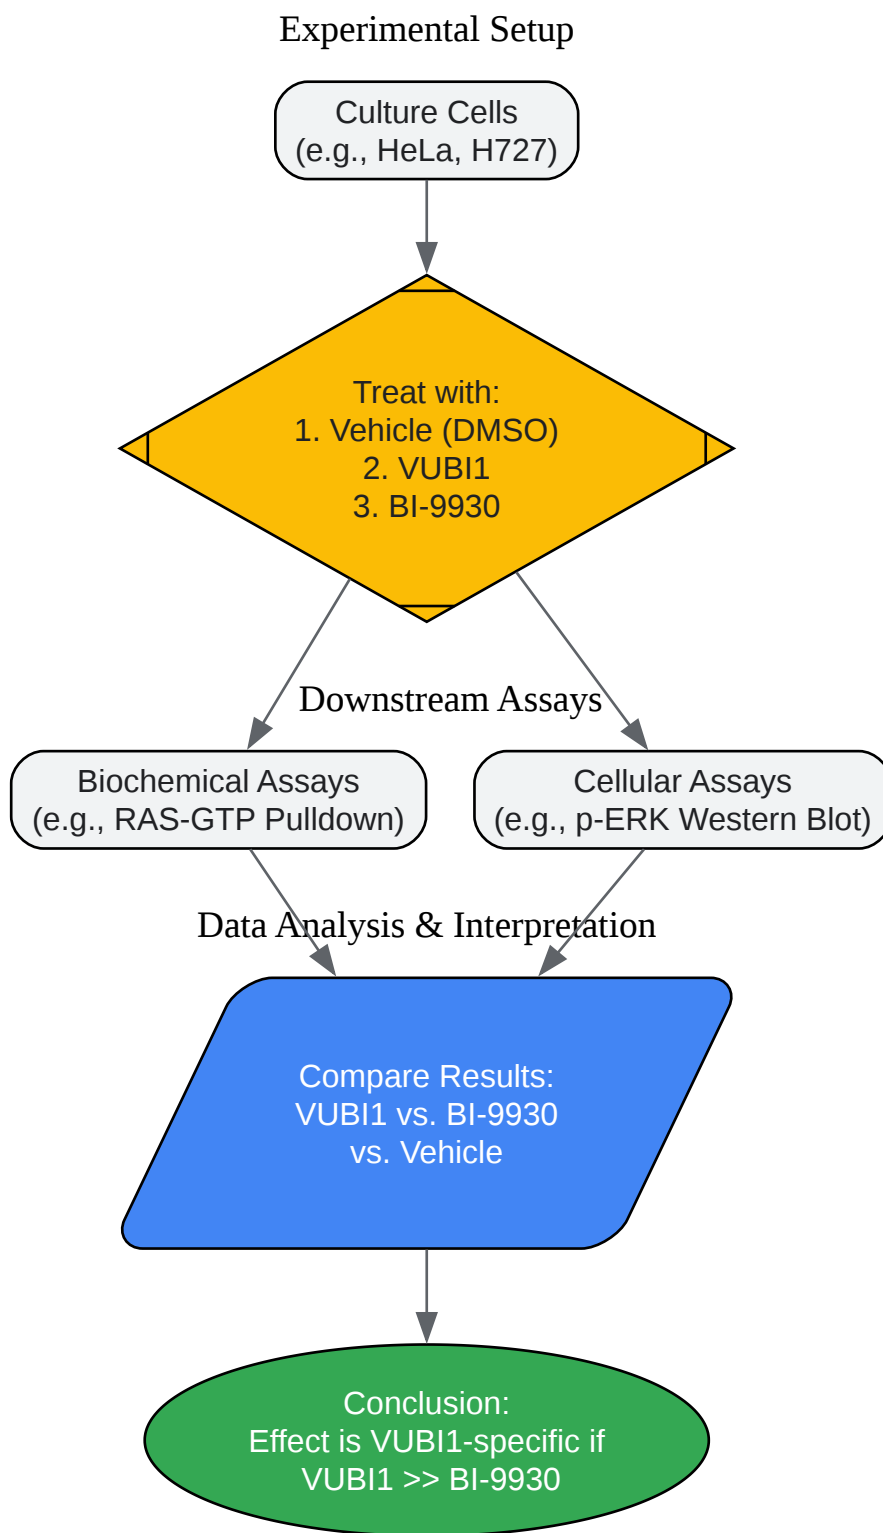 Experimental Setup
Culture Cells
(e.g., HeLa, H727)
Treat with:
1. Vehicle (DMSO)
2. VUBI1
3. BI-9930
Downstream Assays
Biochemical Assays
(e.g., RAS-GTP Pulldown)
Cellular Assays
(e.g., p-ERK Western Blot)
Data Analysis & Interpretation
Compare Results:
VUBI1 vs. BI-9930
vs. Vehicle
Conclusion:
Effect is VUBI1-specific if
VUBI1 >> BI-9930